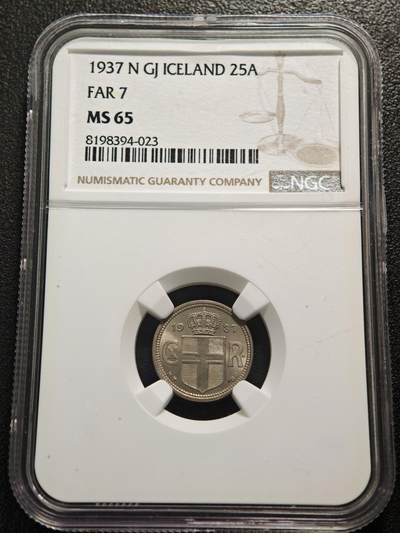 1937 N GJ ICELAND 25A
FAR 7
MS 65
8198394-023
NUMISMATIC GUARANTY COMPANY
NGC
19 37
R